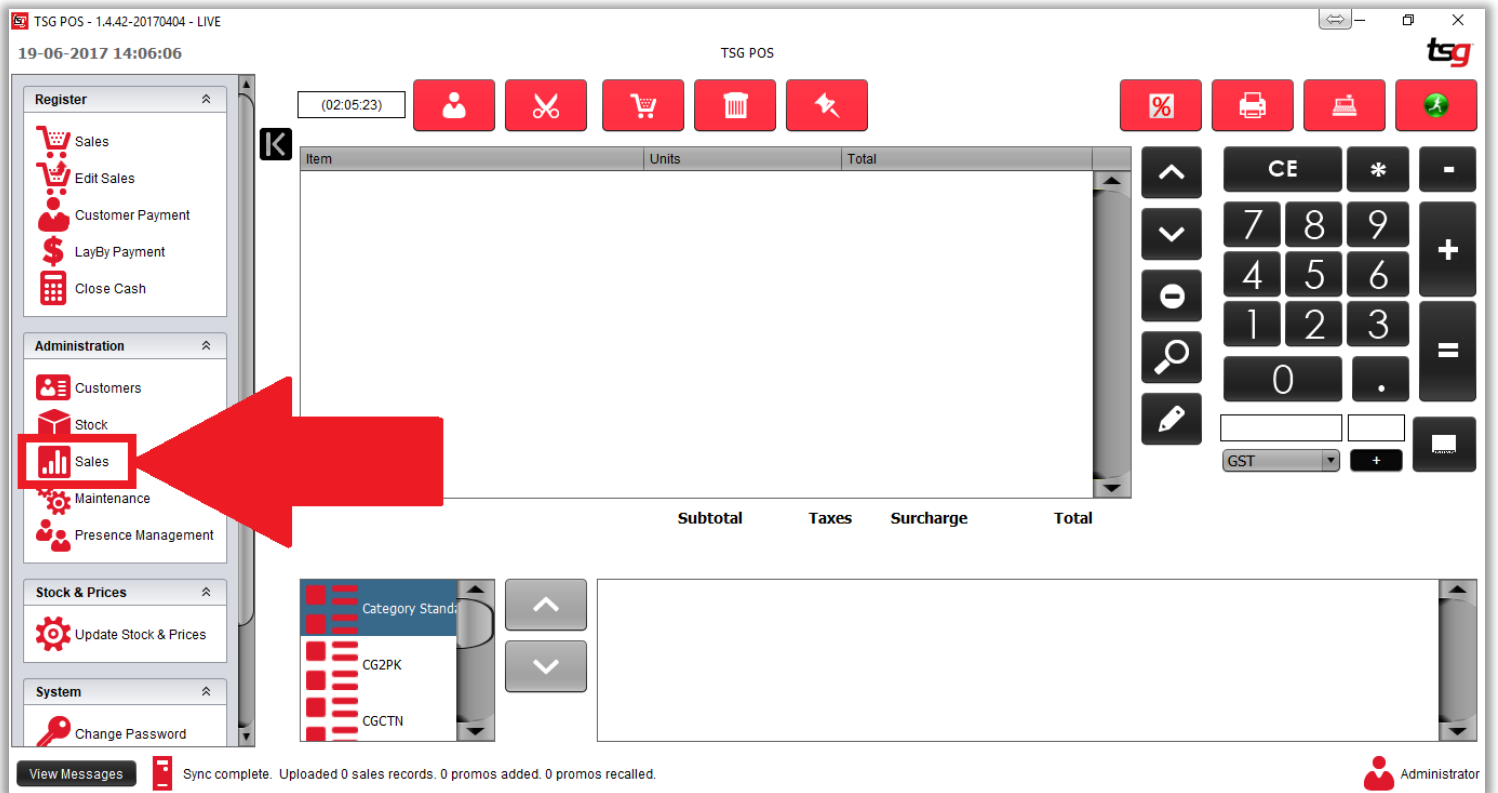 TSG POS - 1.4.42-20170404 - LIVE
19-06-2017 14:06:06
TSG POS
tsg
Register
Sales
Edit Sales
Customer Payment
LayBy Payment
Close Cash
Administration
Customers
Stock
Sales
Maintenance
Presence Management
Stock & Prices
Update Stock & Prices
System
Change Password
(02:05:23)
%
Item Units Total
CE * -
7 8 9 +
4 5 6
1 2 3 =
0 .
GST +
Subtotal Taxes Surcharge Total
Category Standa
CG2PK
CGCTN
View Messages
Sync complete. Uploaded 0 sales records. 0 promos added. 0 promos recalled.
Administrator